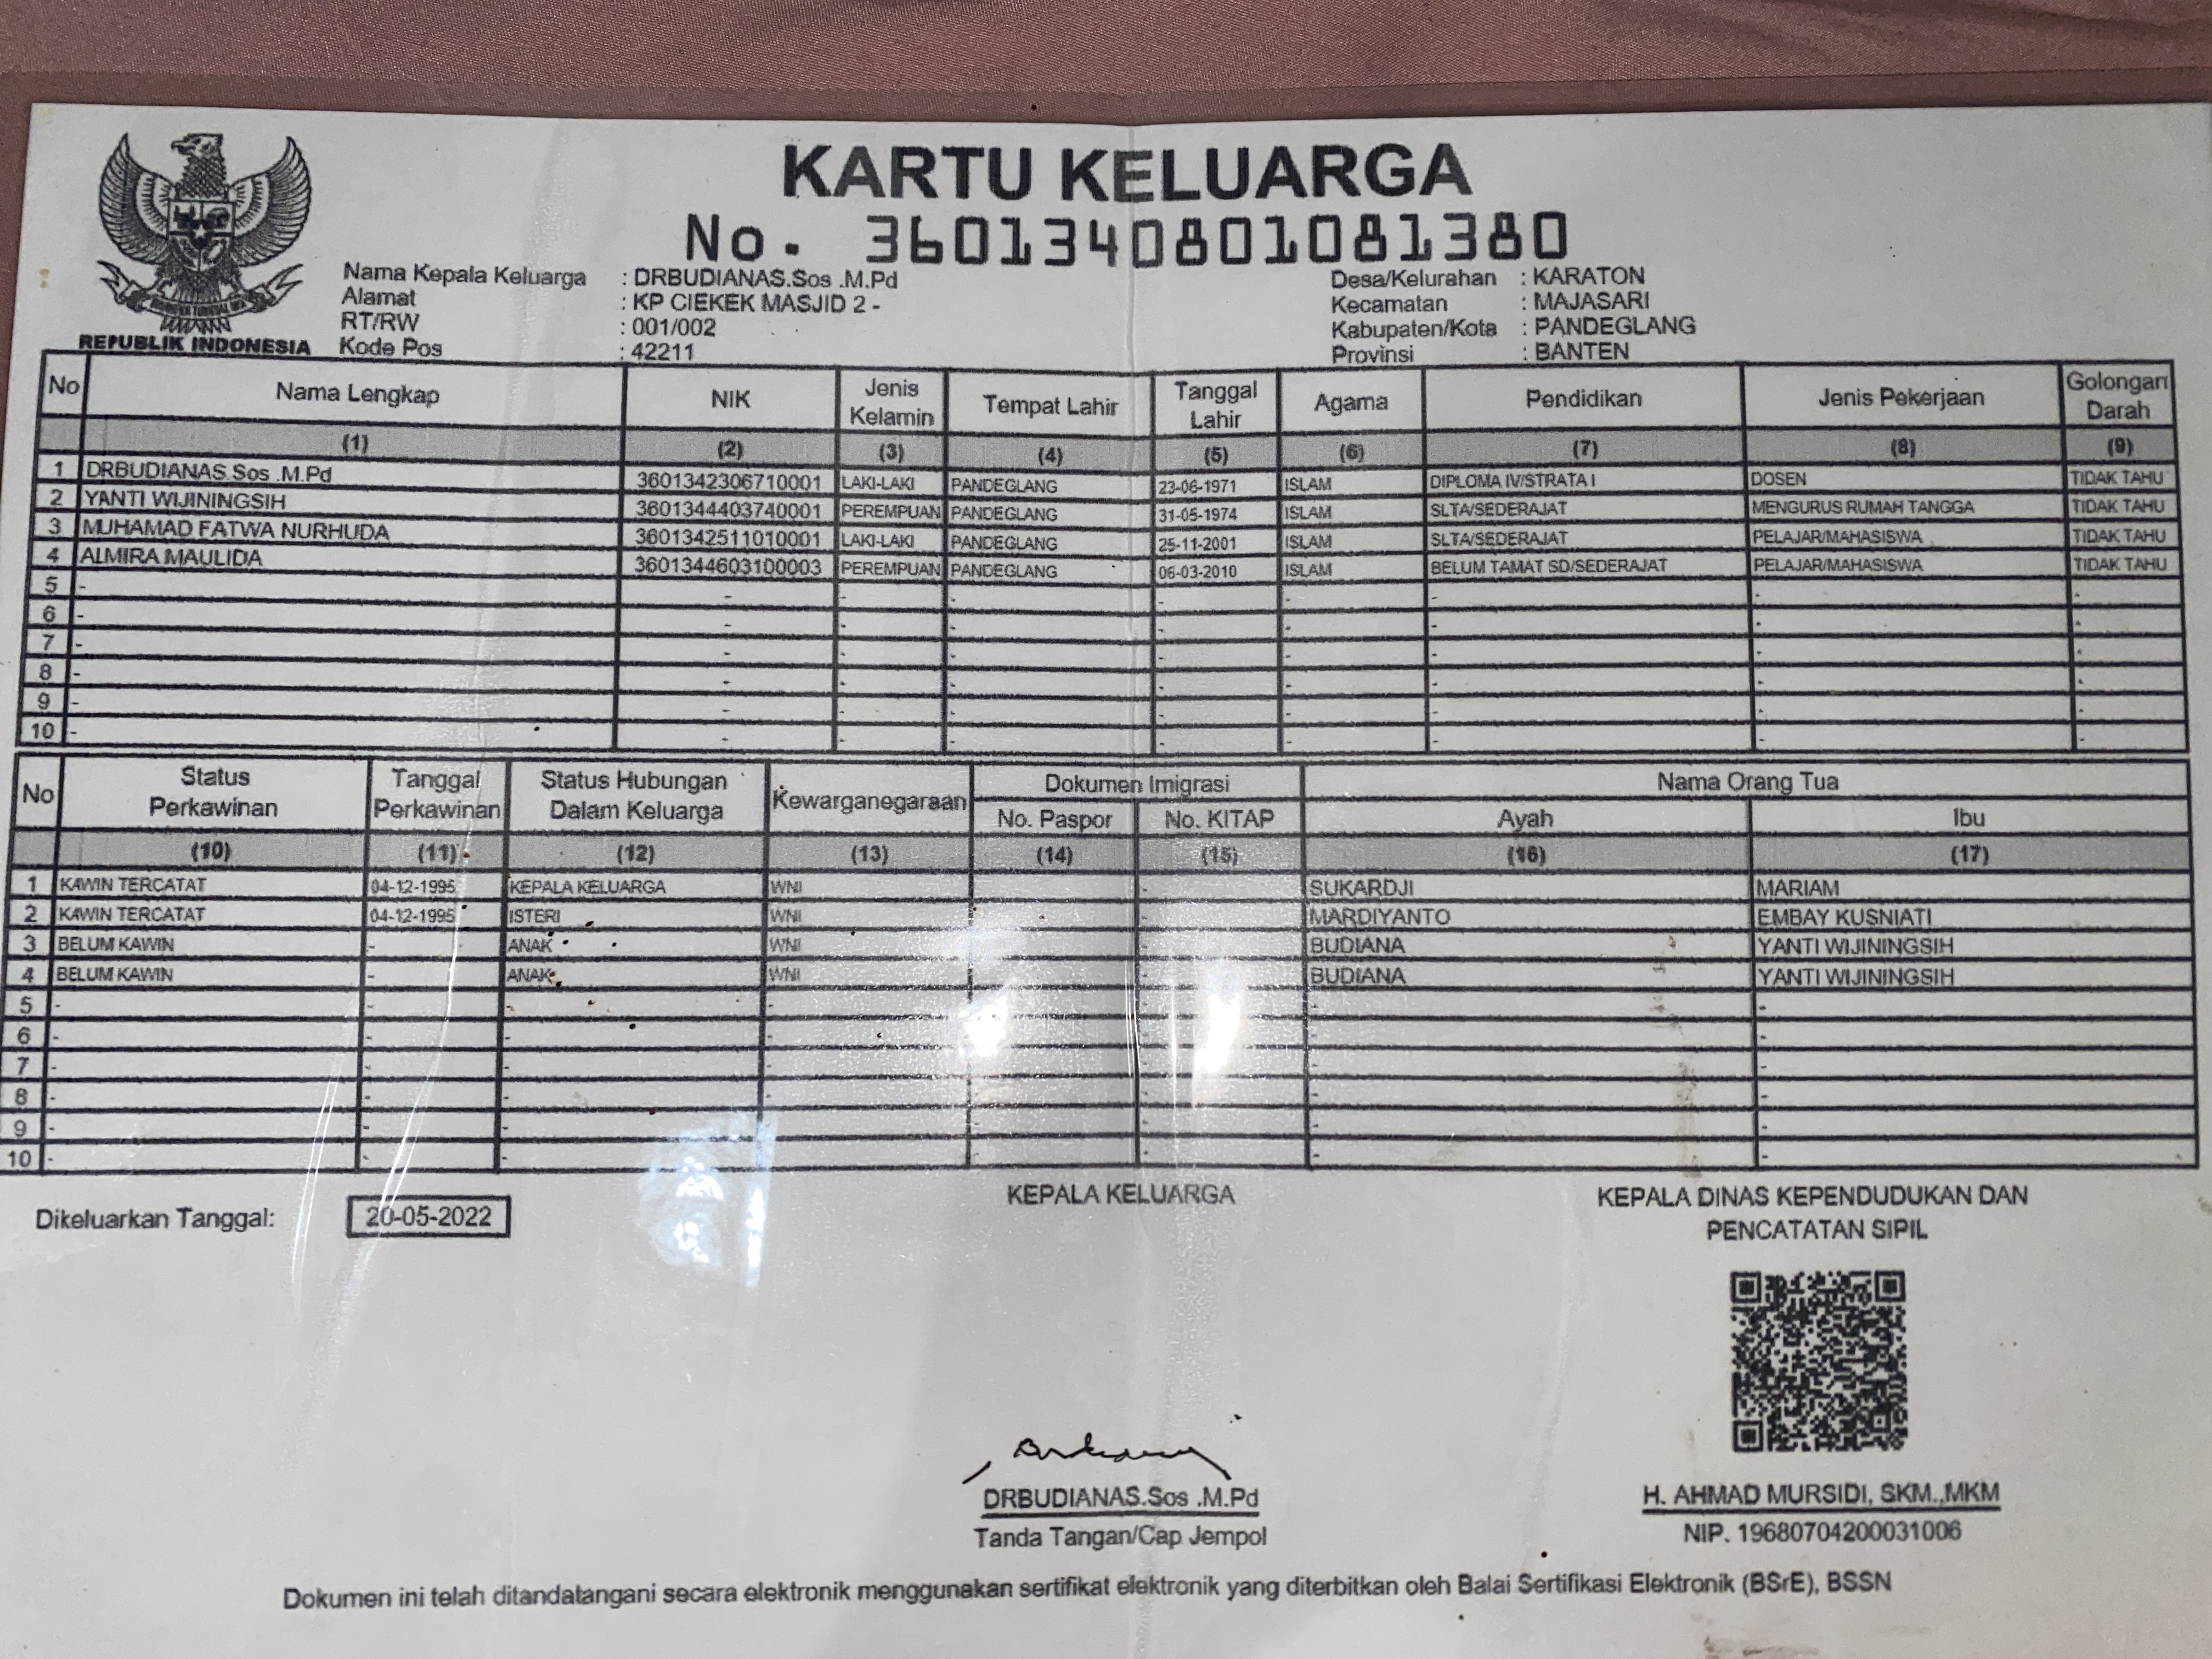 KARTU KELUARGA
No. 3601340801081380
REPUBLIK INDONESIA
Nama Kepala Keluarga : DRBUDIANAS.Sos .M.Pd
Alamat : KP CIEKEK MASJID 2 -
RT/RW : 001/002
Kode Pos : 42211
Desa/Kelurahan : KARATON
Kecamatan : MAJASARI
Kabupaten/Kota : PANDEGLANG
Provinsi : BANTEN
No Nama Lengkap NIK Jenis Kelamin Tempat Lahir Tanggal Lahir Agama Pendidikan Jenis Pekerjaan Golongan Darah
(1) (2) (3) (4) (5) (6) (7) (8) (9)
1 DRBUDIANAS Sos .M.Pd 3601342306710001 LAKI-LAKI PANDEGLANG 23-06-1971 ISLAM DIPLOMA IV/STRATA I DOSEN TIDAK TAHU
2 YANTI WIJININGSIH 3601344403740001 PEREMPUAN PANDEGLANG 31-05-1974 ISLAM SLTA/SEDERAJAT MENGURUS RUMAH TANGGA TIDAK TAHU
3 MUHAMAD FATWA NURHUDA 3601342511010001 LAKI-LAKI PANDEGLANG 25-11-2001 ISLAM SLTA/SEDERAJAT PELAJAR/MAHASISWA TIDAK TAHU
4 ALMIRA MAULIDA 3601344603100003 PEREMPUAN PANDEGLANG 06-03-2010 ISLAM BELUM TAMAT SD/SEDERAJAT PELAJAR/MAHASISWA TIDAK TAHU
5 - - - - - - - - -
6 - - - - - - - - -
7 - - - - - - - - -
8 - - - - - - - - -
9 - - - - - - - - -
10 - - - - - - - - -
No Status Perkawinan Tanggal Perkawinan Status Hubungan Dalam Keluarga Kewarganegaraan Dokumen Imigrasi Nama Orang Tua
No. Paspor No. KITAP Ayah Ibu
(10) (11) (12) (13) (14) (15) (16) (17)
1 KAWIN TERCATAT 04-12-1995 KEPALA KELUARGA WNI - - SUKARDJI MARIAM
2 KAWIN TERCATAT 04-12-1995 ISTERI WNI - - MARDIYANTO EMBAY KUSNIATI
3 BELUM KAWIN - ANAK WNI - - BUDIANA YANTI WIJININGSIH
4 BELUM KAWIN - ANAK WNI - - BUDIANA YANTI WIJININGSIH
5 - - - - - - - -
6 - - - - - - - -
7 - - - - - - - -
8 - - - - - - - -
9 - - - - - - - -
10 - - - - - - - -
Dikeluarkan Tanggal: 20-05-2022
KEPALA KELUARGA
DRBUDIANAS.Sos .M.Pd
Tanda Tangan/Cap Jempol
KEPALA DINAS KEPENDUDUKAN DAN
PENCATATAN SIPIL
H. AHMAD MURSIDI, SKM.,MKM
NIP. 196807042000031006
Dokumen ini telah ditandatangani secara elektronik menggunakan sertifikat elektronik yang diterbitkan oleh Balai Sertifikasi Elektronik (BSrE), BSSN